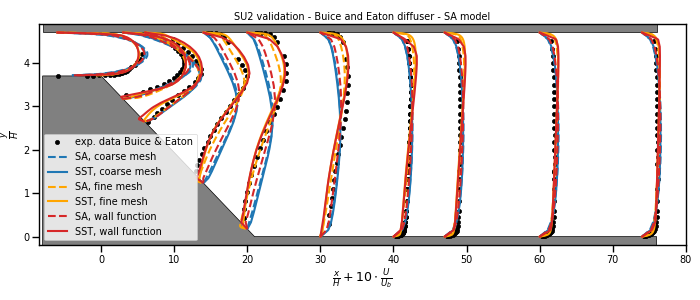 SU2 validation - Buice and Eaton diffuser - SA model
4
3
2
1
0
y/H
exp. data Buice & Eaton
SA, coarse mesh
SST, coarse mesh
SA, fine mesh
SST, fine mesh
SA, wall function
SST, wall function
0 10 20 30 40 50 60 70 80
x/H + 10 · U/U_b